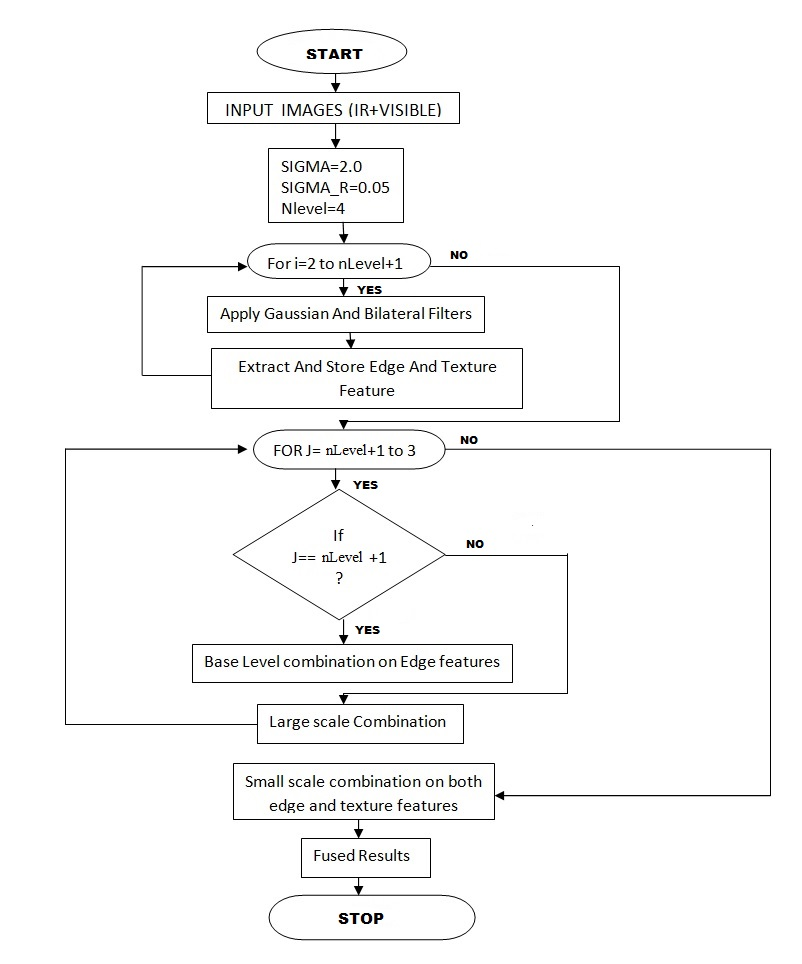 START
INPUT IMAGES (IR+VISIBLE)
SIGMA=2.0
SIGMA_R=0.05
Nlevel=4
For i=2 to nLevel+1
NO
YES
Apply Gaussian And Bilateral Filters
Extract And Store Edge And Texture
Feature
FOR J= nLevel+1 to 3
NO
YES
If
J== nLevel +1
?
NO
YES
Base Level combination on Edge features
Large scale Combination
Small scale combination on both
edge and texture features
Fused Results
STOP